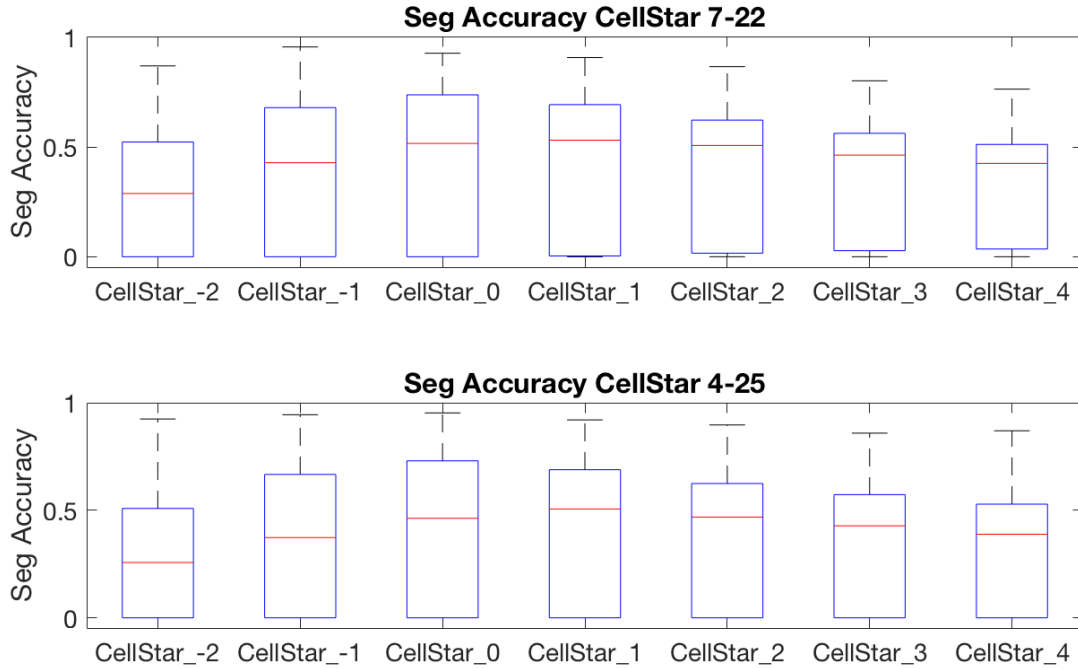 Seg Accuracy CellStar 7-22
Seg Accuracy
1
0.5
0
CellStar_-2 CellStar_-1 CellStar_0 CellStar_1 CellStar_2 CellStar_3 CellStar_4
Seg Accuracy CellStar 4-25
Seg Accuracy
1
0.5
0
CellStar_-2 CellStar_-1 CellStar_0 CellStar_1 CellStar_2 CellStar_3 CellStar_4